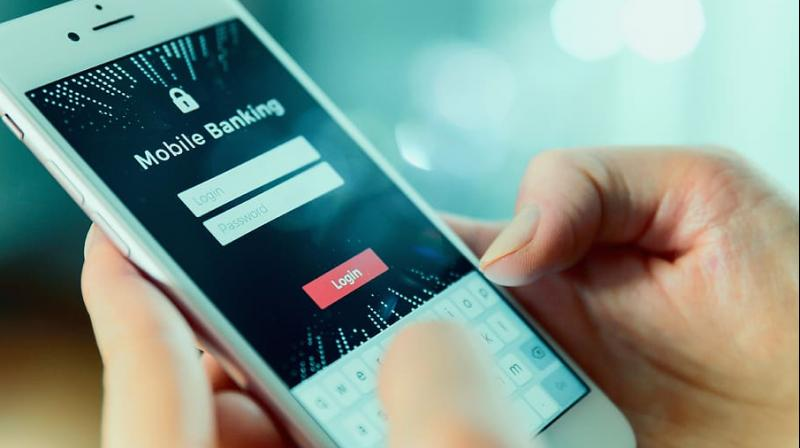 Mobile Banking
Login
Password
Login
q w e i o p
k
m